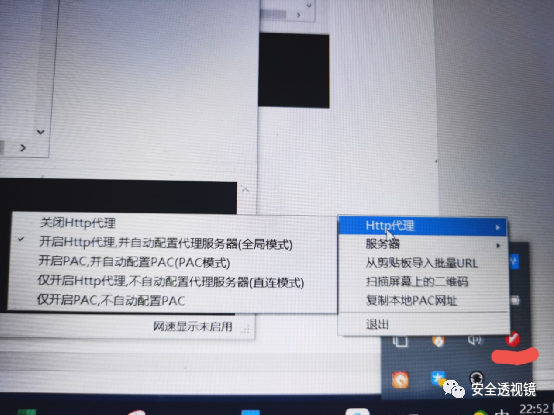 关闭Http代理
开启Http代理,并自动配置代理服务器(全局模式)
开启PAC,并自动配置PAC(PAC模式)
仅开启Http代理,不自动配置代理服务器(直连模式)
仅开启PAC,不自动配置PAC
网速显示未启用
Http代理
服务器
从剪贴板导入批量URL
扫描屏幕上的二维码
复制本地PAC网址
退出
安全透视镜
中
22:52